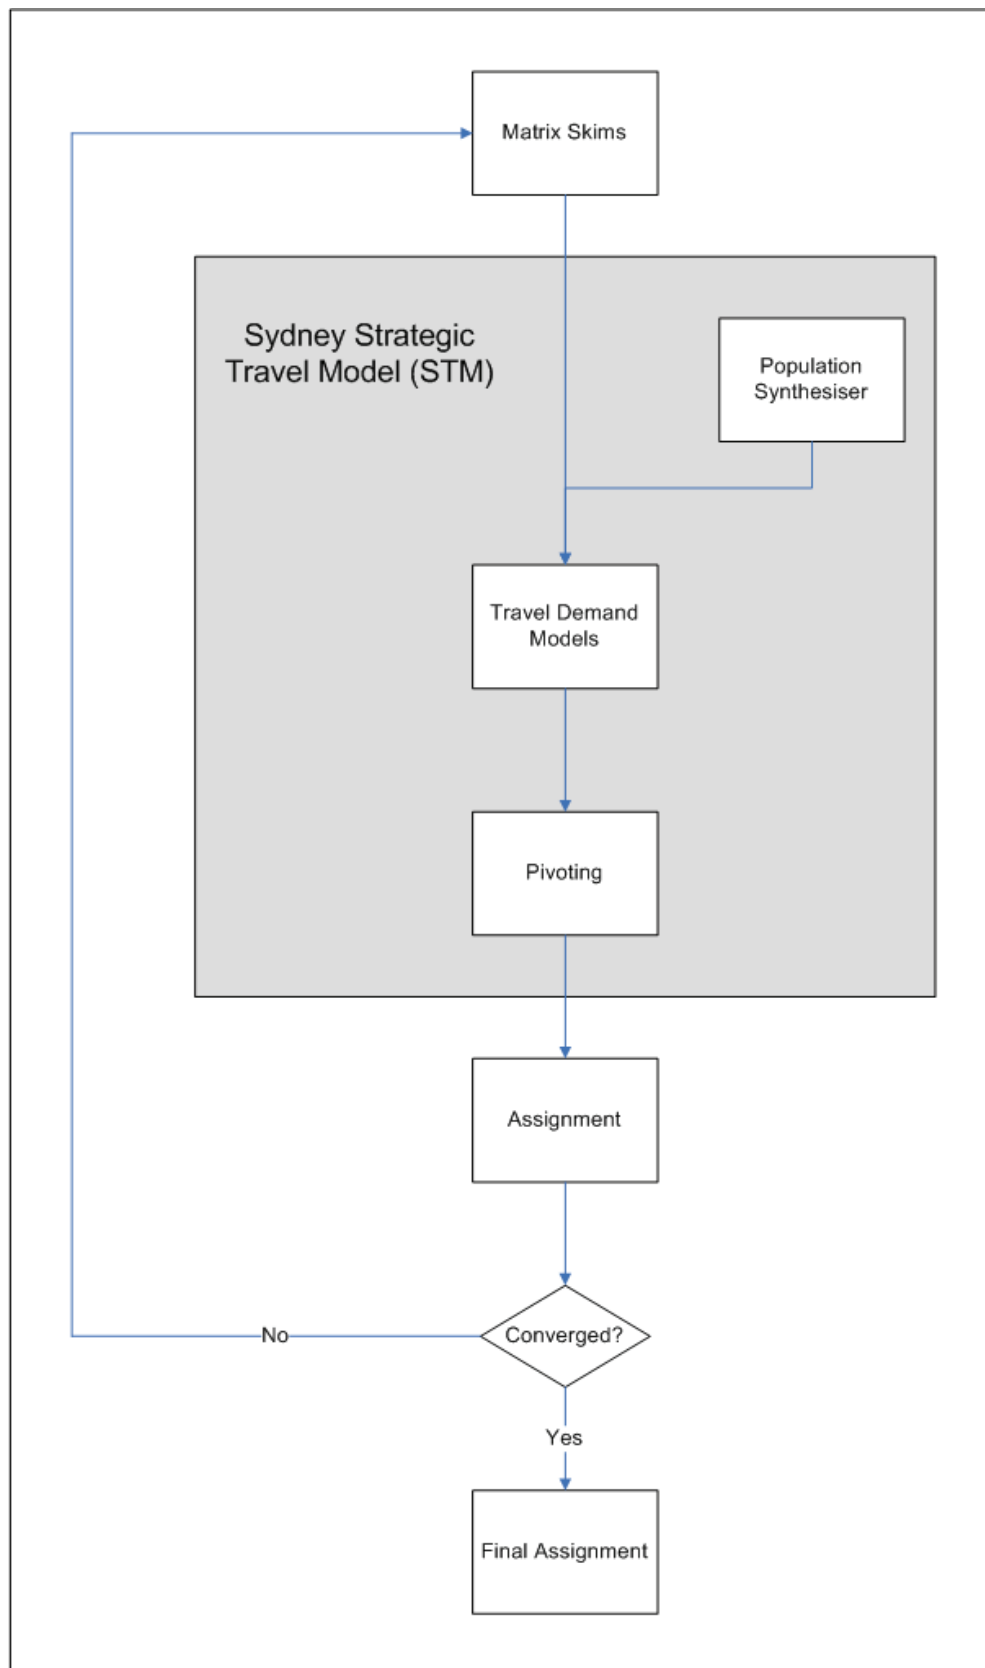 Matrix Skims
Sydney Strategic
Travel Model (STM)
Population
Synthesiser
Travel Demand
Models
Pivoting
Assignment
Converged?
No
Yes
Final Assignment